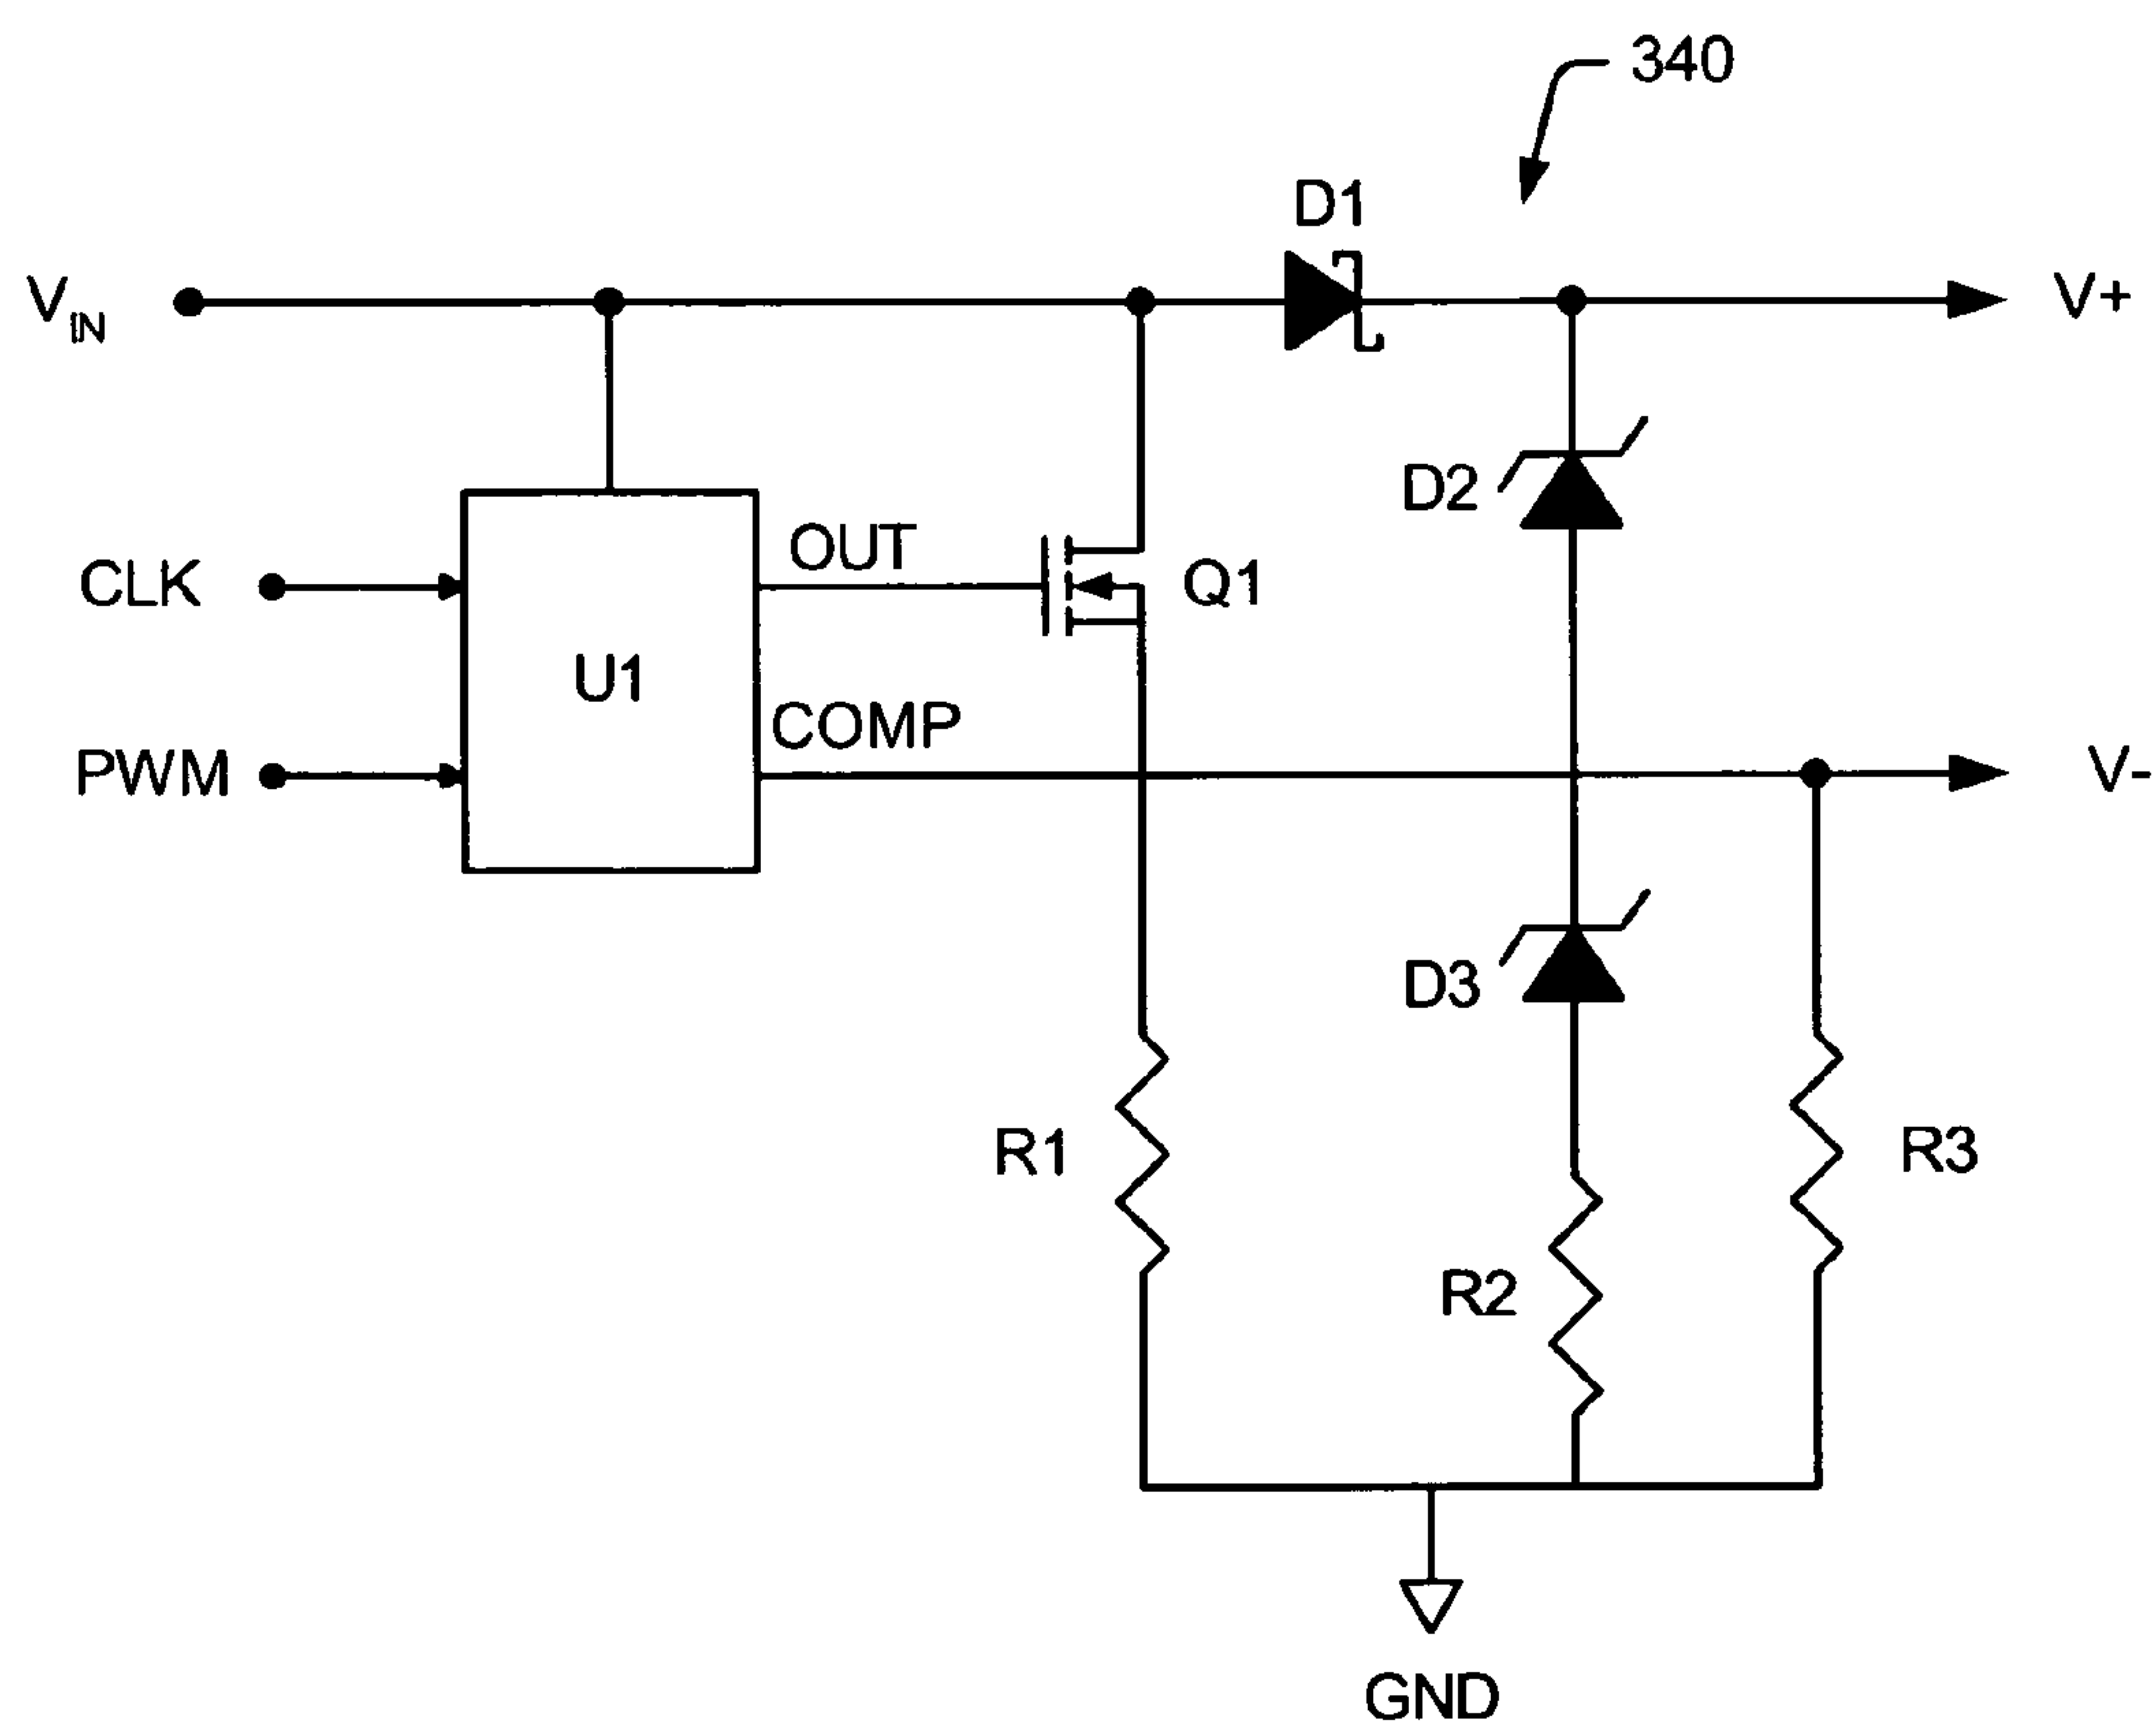 340
D1
VIN
V+
D2
CLK
OUT
Q1
U1
COMP
PWM
V-
D3
R1
R3
R2
GND